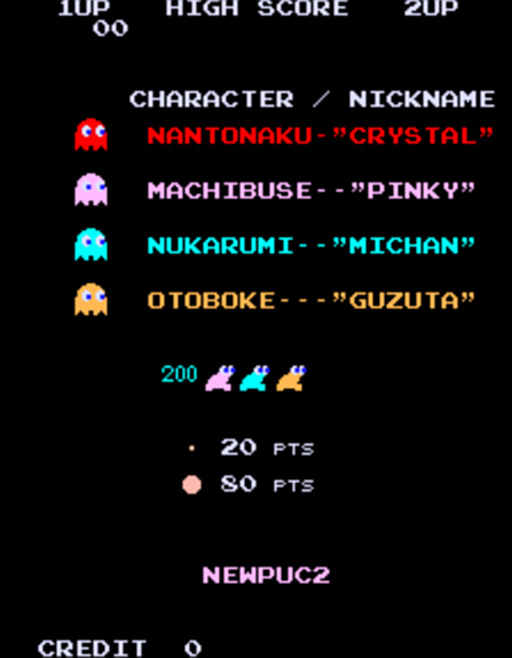 1UP HIGH SCORE 2UP
00
CHARACTER / NICKNAME
NANTONAKU-"CRYSTAL"
MACHIBUSE--"PINKY"
NUKARUMI--"MICHAN"
OTOBOKE---"GUZUTA"
200
20 PTS
80 PTS
NEWPUC2
CREDIT 0